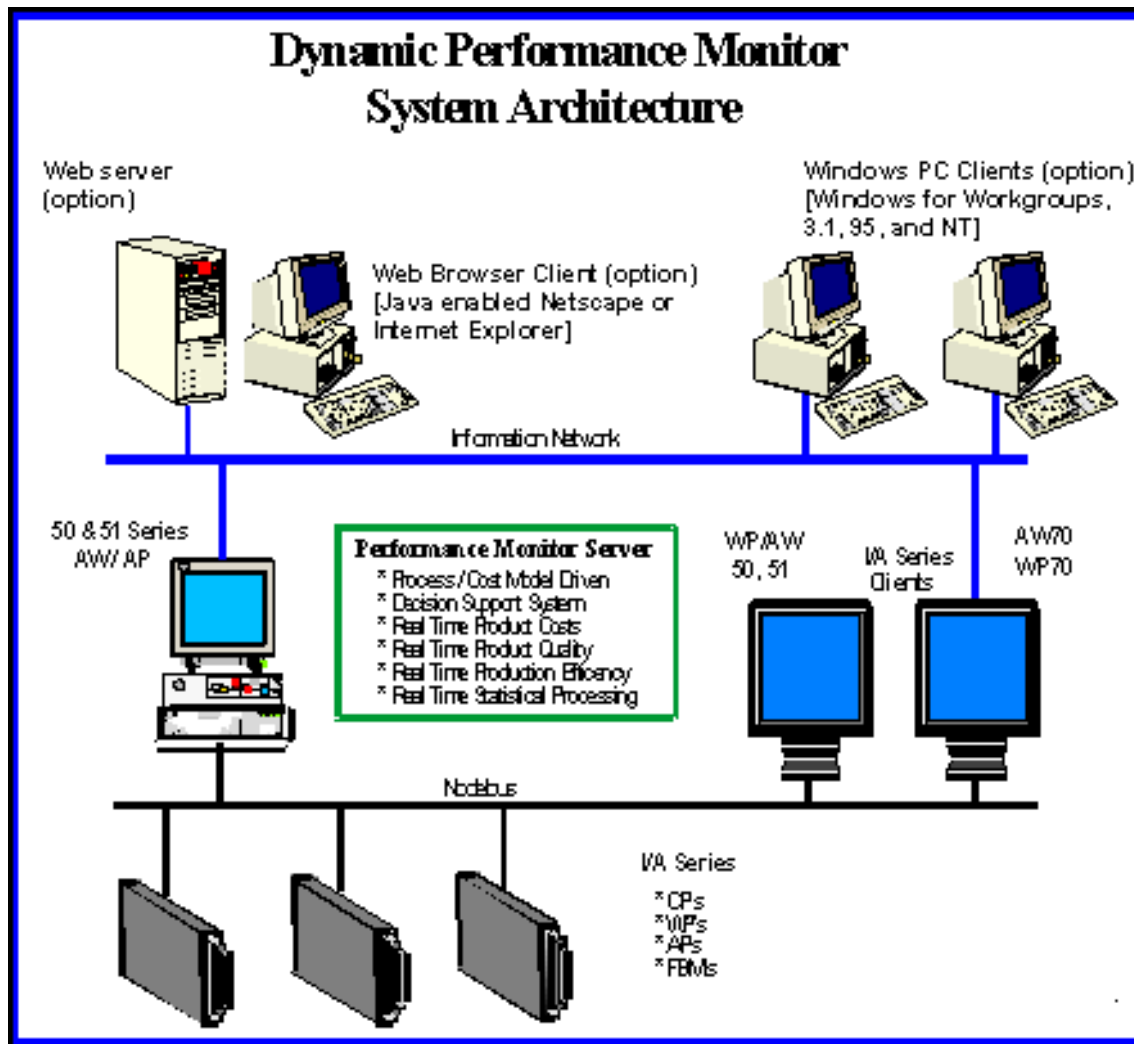 Dynamic Performance Monitor
System Architecture
Web server
(option)
Windows PC Clients (option)
[Windows for Workgroups,
3.1, 95, and NT]
Web Browser Client (option)
[Java enabled Netscape or
Internet Explorer]
Information Network
50 & 51 Series
AW/ AP
Performance Monitor Server
* Process / Cost Model Driven
* Decision Support System
* Real Time Product Costs
* Real Time Product Quality
* Real Time Production Efficency
* Real Time Statistical Processing
WP/AW
50, 51
I/A Series
Clients
AW70
WP70
Nodebus
I/A Series
* CPs
* WPs
* APs
* FBMs